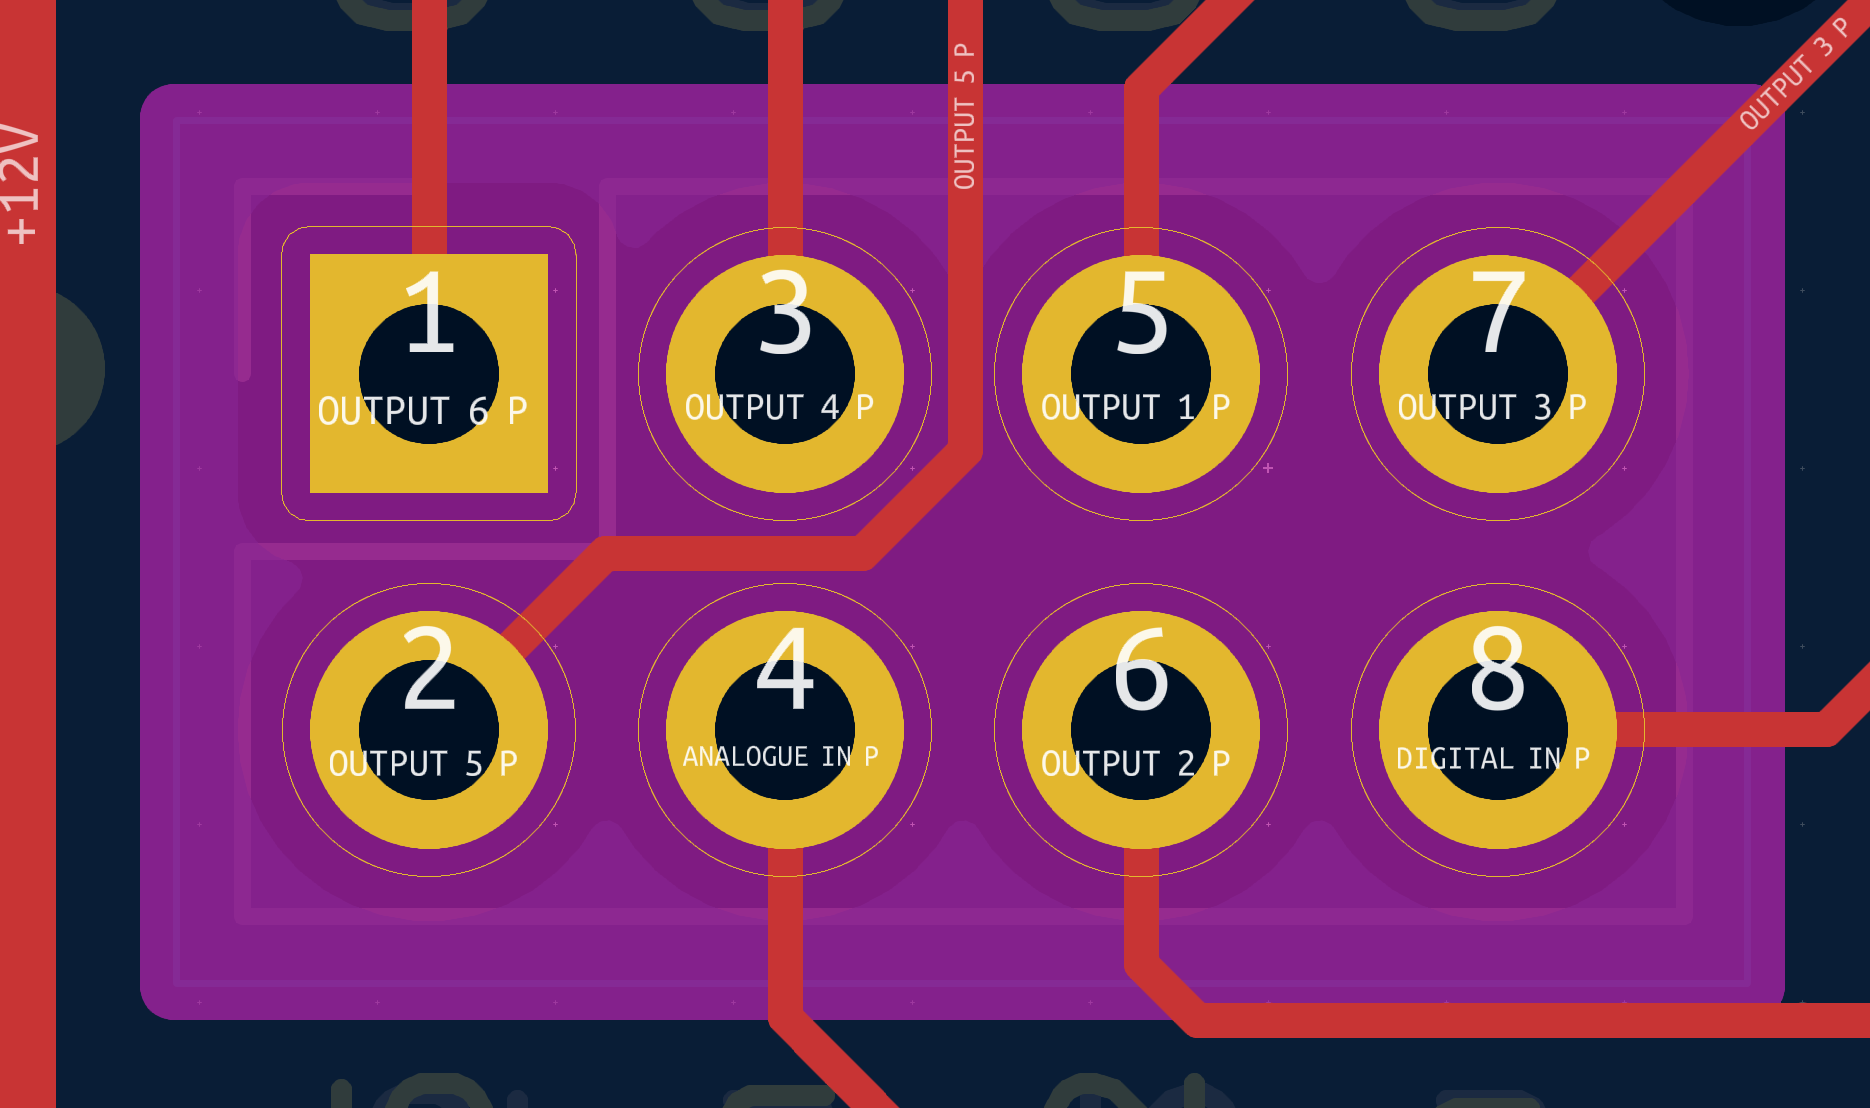 +12V
OUTPUT 5 P
OUTPUT 3 P
1
OUTPUT 6 P
3
OUTPUT 4 P
5
OUTPUT 1 P
7
OUTPUT 3 P
2
OUTPUT 5 P
4
ANALOGUE IN P
6
OUTPUT 2 P
8
DIGITAL IN P